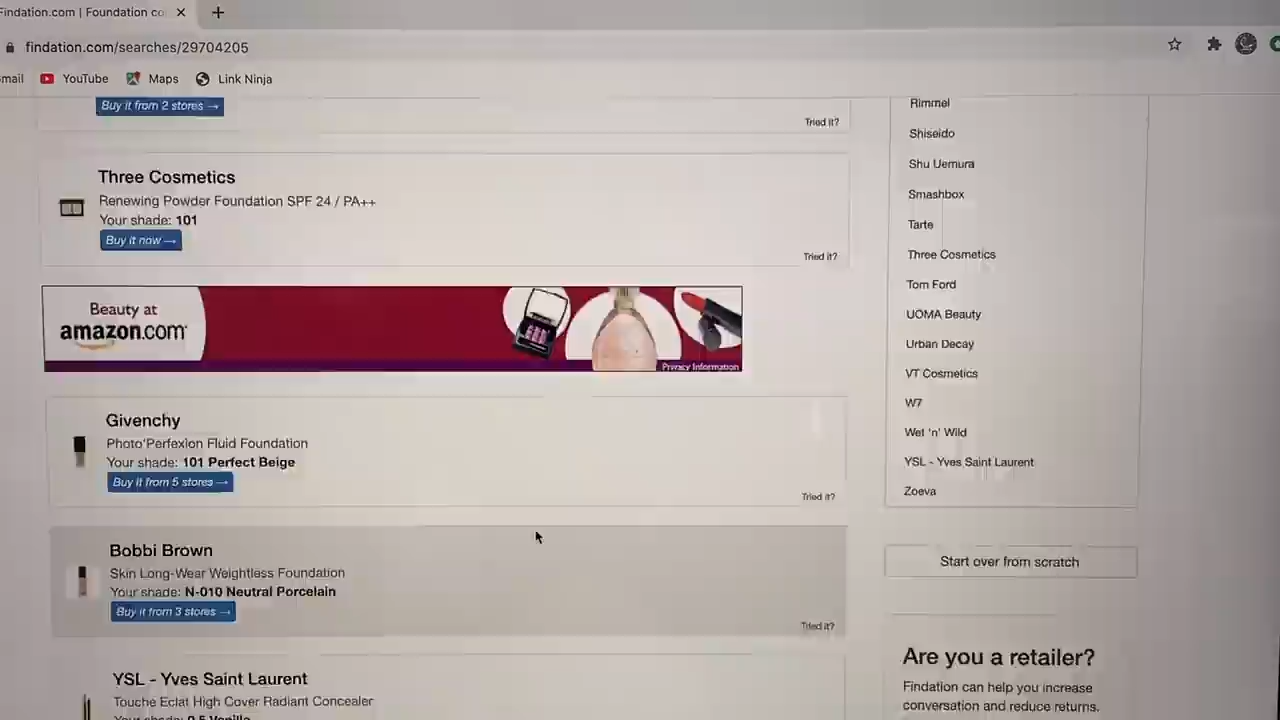 Findation.com | Foundation co
findation.com/searches/29704205
mail
YouTube
Maps
Link Ninja
Buy it from 2 stores →
Tried it?
Three Cosmetics
Renewing Powder Foundation SPF 24 / PA++
Your shade: 101
Buy it now →
Tried it?
Beauty at
amazon.com
Privacy Information
Givenchy
Photo'Perfexion Fluid Foundation
Your shade: 101 Perfect Beige
Buy it from 5 stores →
Tried it?
Bobbi Brown
Skin Long-Wear Weightless Foundation
Your shade: N-010 Neutral Porcelain
Buy it from 3 stores →
Tried it?
YSL - Yves Saint Laurent
Touche Eclat High Cover Radiant Concealer
Your shade: 0.5 Vanilla
Rimmel
Shiseido
Shu Uemura
Smashbox
Tarte
Three Cosmetics
Tom Ford
UOMA Beauty
Urban Decay
VT Cosmetics
W7
Wet 'n' Wild
YSL - Yves Saint Laurent
Zoeva
Start over from scratch
Are you a retailer?
Findation can help you increase
conversation and reduce returns.